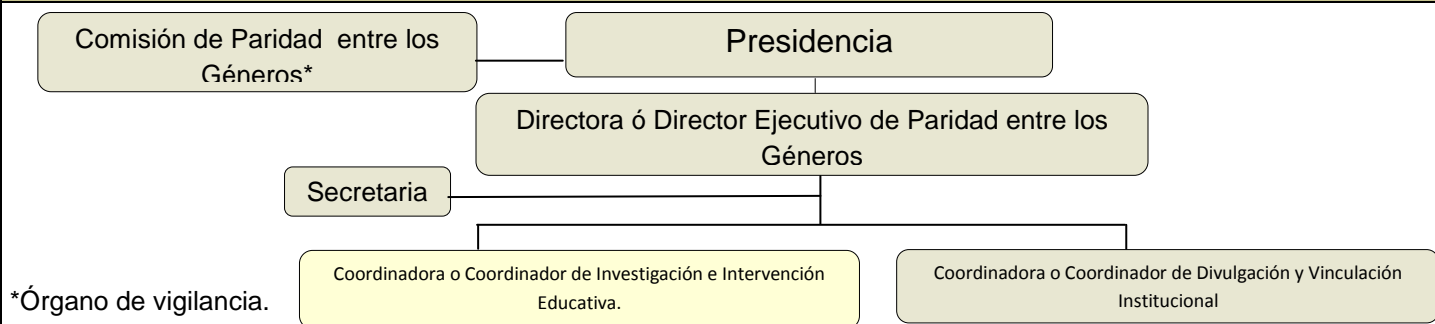 Comisión de Paridad entre los
Géneros*
Presidencia
Directora ó Director Ejecutivo de Paridad entre los
Géneros
Secretaria
Coordinadora o Coordinador de Investigación e Intervención
Educativa.
Coordinadora o Coordinador de Divulgación y Vinculación
Institucional
*Órgano de vigilancia.